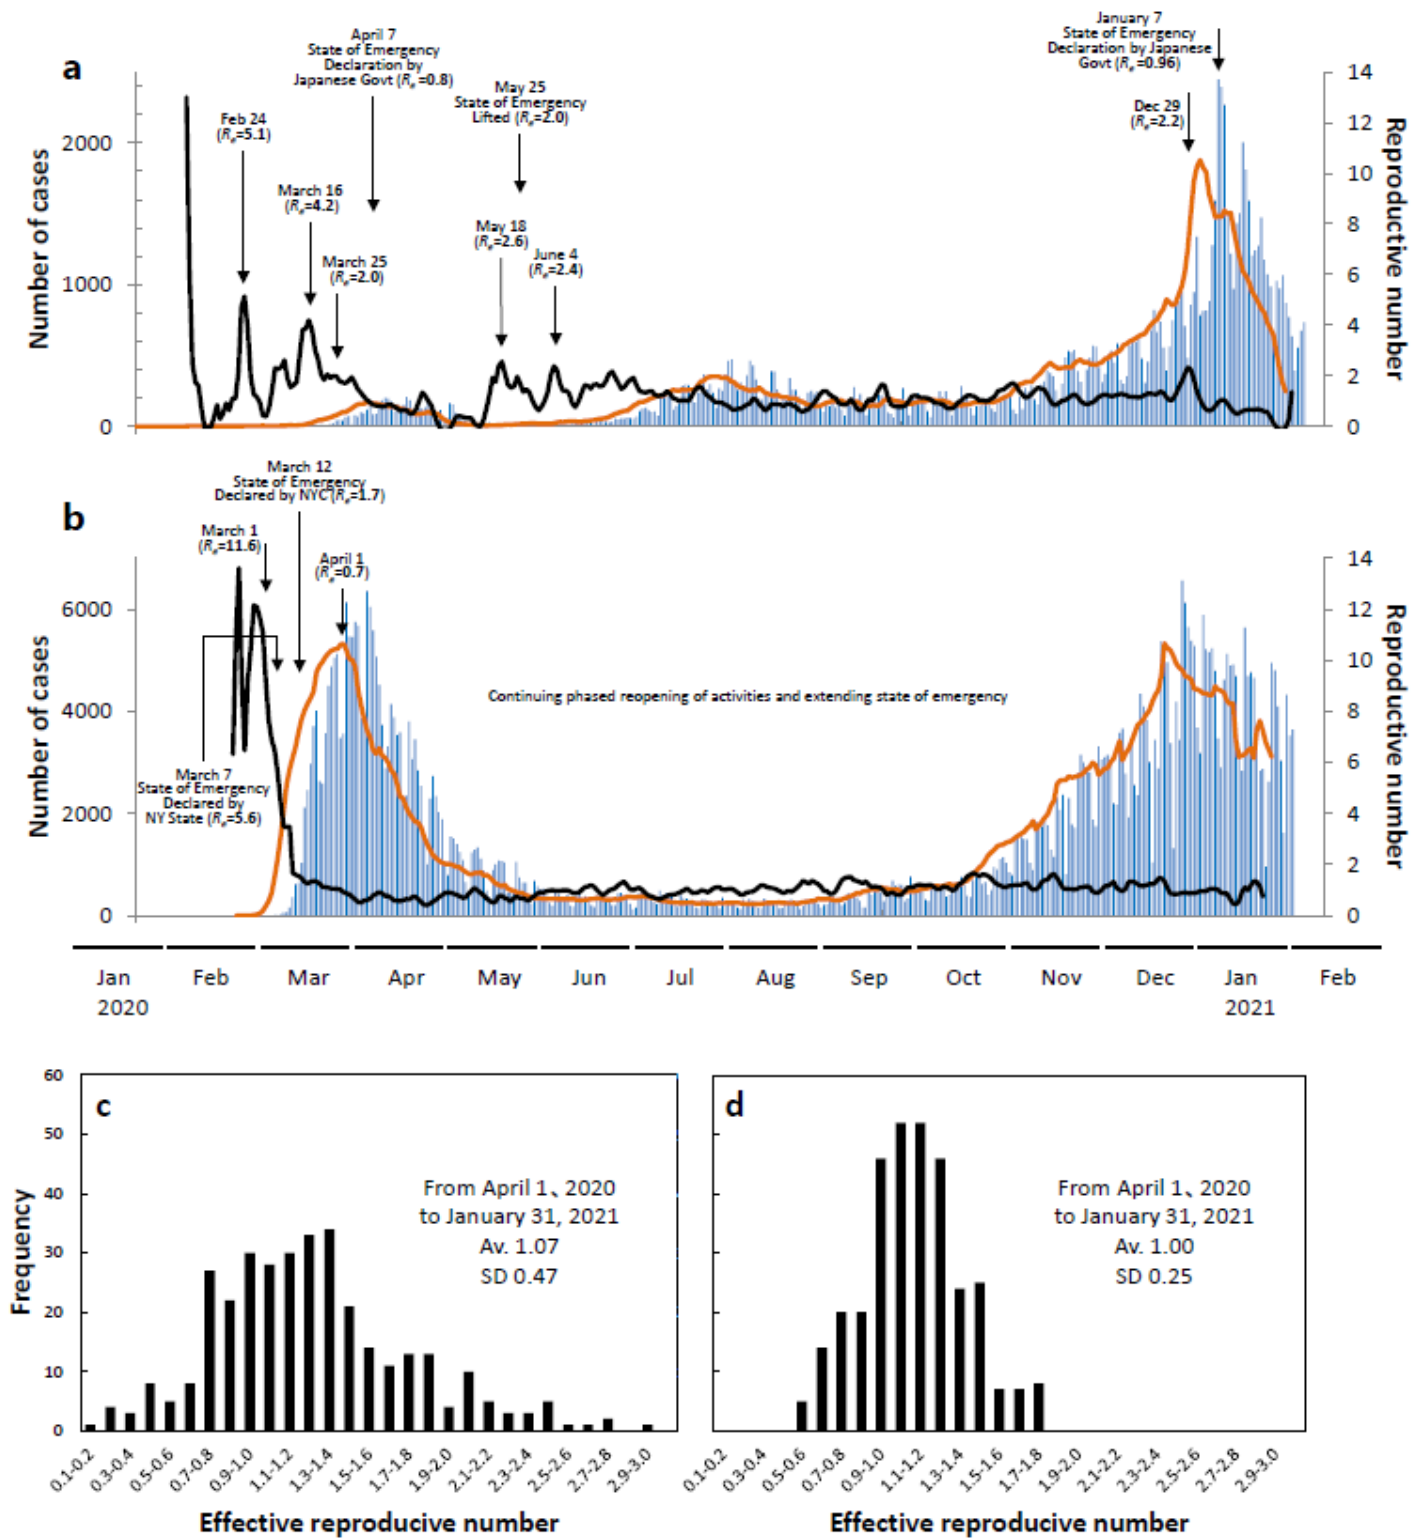 a
April 7
State of Emergency
Declaration by
Japanese Govt (Re=0.8)
Feb 24
(Re=5.1)
March 16
(Re=4.2)
March 25
(Re=2.0)
May 25
State of Emergency
Lifted (Re=2.0)
May 18
(Re=2.6)
June 4
(Re=2.4)
January 7
State of Emergency
Declaration by Japanese
Govt (Re=0.96)
Dec 29
(Re=2.2)
Number of cases
2000
1000
0
Reproductive number
14
12
10
8
6
4
2
0
b
March 12
State of Emergency
Declared by NYC (Re=1.7)
March 1
(Re=11.6)
April 1
(Re=0.7)
March 7
State of Emergency
Declared by
NY State (Re=5.6)
Continuing phased reopening of activities and extending state of emergency
Number of cases
6000
4000
2000
0
Reproductive number
14
12
10
8
6
4
2
0
Jan Feb Mar Apr May Jun Jul Aug Sep Oct Nov Dec Jan Feb
2020 2021
c
From April 1、2020
to January 31, 2021
Av. 1.07
SD 0.47
Frequency
60
50
40
30
20
10
0
0.1-0.2 0.3-0.4 0.5-0.6 0.7-0.8 0.9-1.0 1.1-1.2 1.3-1.4 1.5-1.6 1.7-1.8 1.9-2.0 2.1-2.2 2.3-2.4 2.5-2.6 2.7-2.8 2.9-3.0
Effective reproducive number
d
From April 1、2020
to January 31, 2021
Av. 1.00
SD 0.25
0.1-0.2 0.3-0.4 0.5-0.6 0.7-0.8 0.9-1.0 1.1-1.2 1.3-1.4 1.5-1.6 1.7-1.8 1.9-2.0 2.1-2.2 2.3-2.4 2.5-2.6 2.7-2.8 2.9-3.0
Effective reproducive number